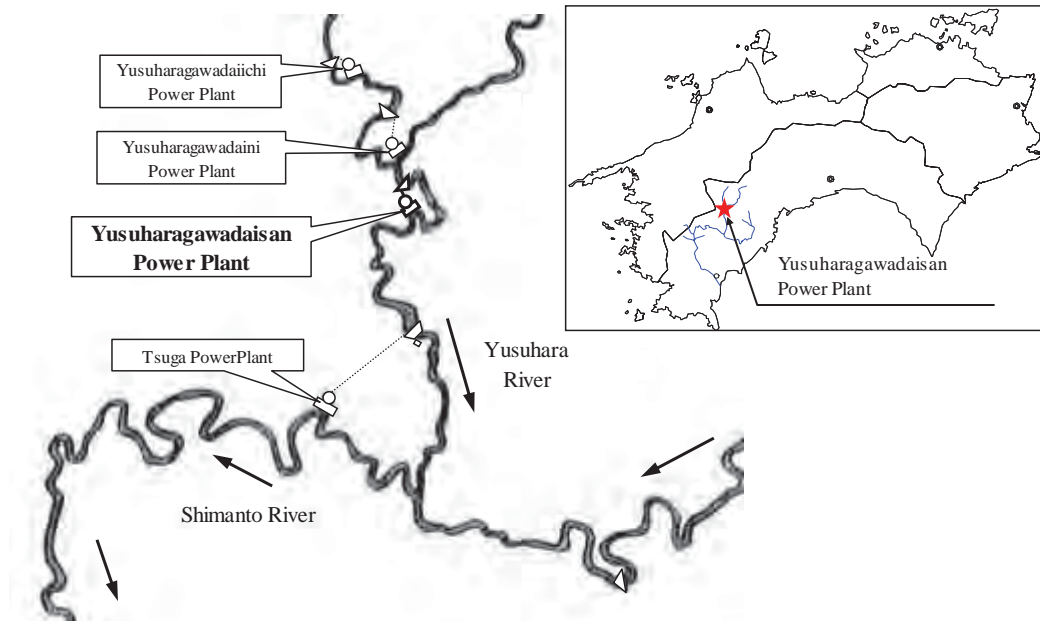 Yusuharagawadaiichi
Power Plant
Yusuharagawadaini
Power Plant
Yusuharagawadaisan
Power Plant
Tsuga PowerPlant
Yusuhara
River
Shimanto River
Yusuharagawadaisan
Power Plant